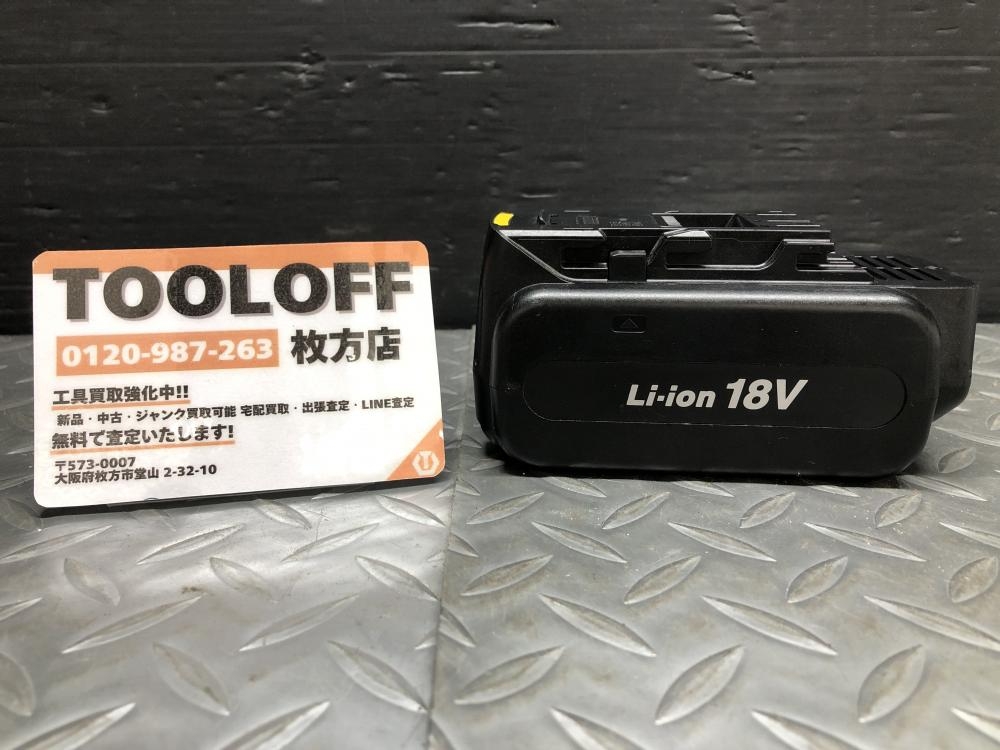 TOOLOFF
0120-987-263 枚方店
工具買取強化中!!
新品・中古・ジャンク買取可能 宅配買取・出張査定・LINE査定
無料で査定いたします!
〒573-0007
大阪府枚方市堂山 2-32-10
Li-ion 18V